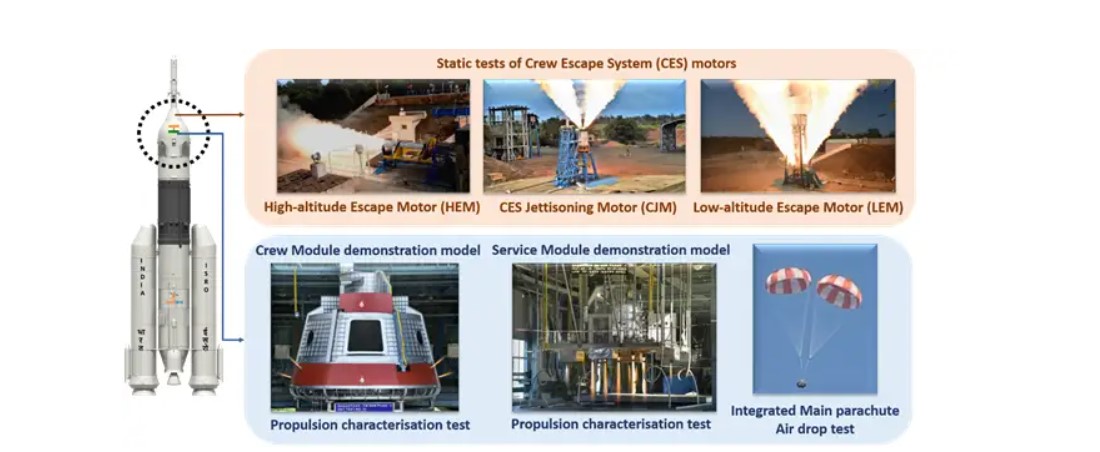 Static tests of Crew Escape System (CES) motors
High-altitude Escape Motor (HEM)
CES Jettisoning Motor (CJM)
Low-altitude Escape Motor (LEM)
Crew Module demonstration model
Service Module demonstration model
Propulsion characterisation test
Propulsion characterisation test
Integrated Main parachute
Air drop test
INDIA
ISRO
भारत